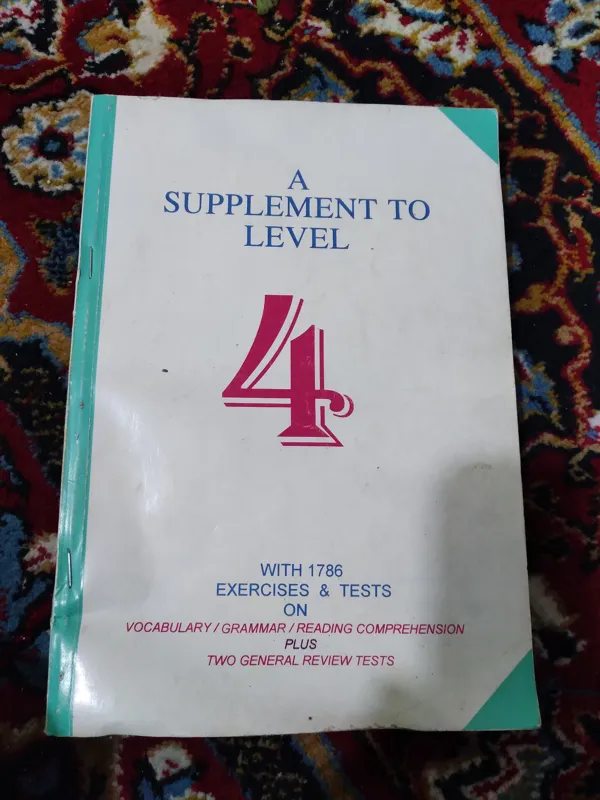 A
SUPPLEMENT TO
LEVEL
4
WITH 1786
EXERCISES & TESTS
ON
VOCABULARY / GRAMMAR / READING COMPREHENSION
PLUS
TWO GENERAL REVIEW TESTS